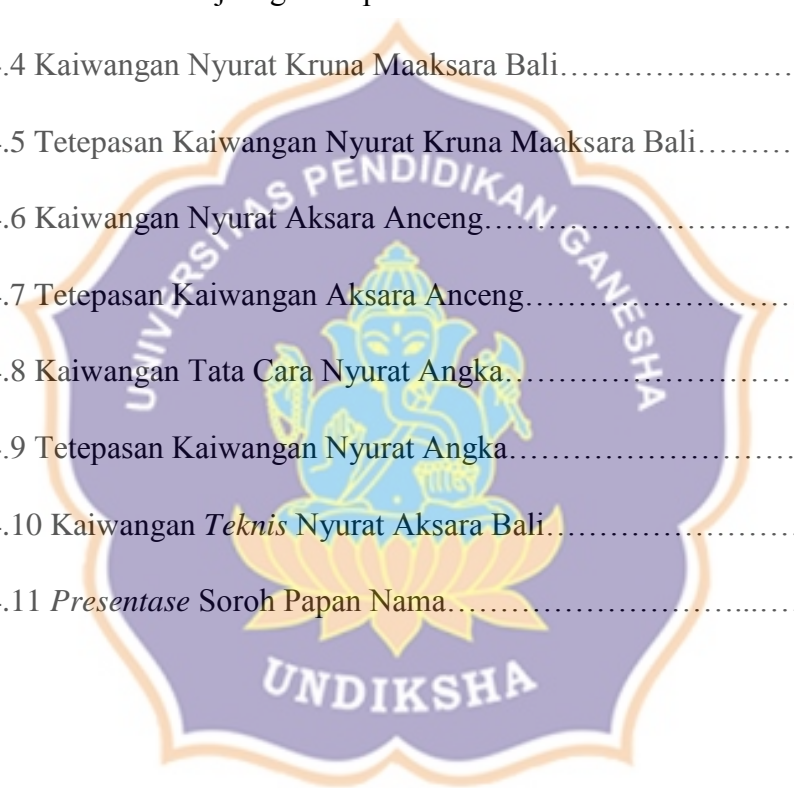 .4 Kaiwangan Nyurat Kruna Maaksara Bali……………………
.5 Tetepasan Kaiwangan Nyurat Kruna Maaksara Bali………
.6 Kaiwangan Nyurat Aksara Anceng……………………………
.7 Tetepasan Kaiwangan Aksara Anceng………………………
.8 Kaiwangan Tata Cara Nyurat Angka…………………………
.9 Tetepasan Kaiwangan Nyurat Angka…………………………
.10 Kaiwangan Teknis Nyurat Aksara Bali………………………
.11 Presentase Soroh Papan Nama……………………………...……
UNIVERSITAS PENDIDIKAN GANESHA
UNDIKSHA